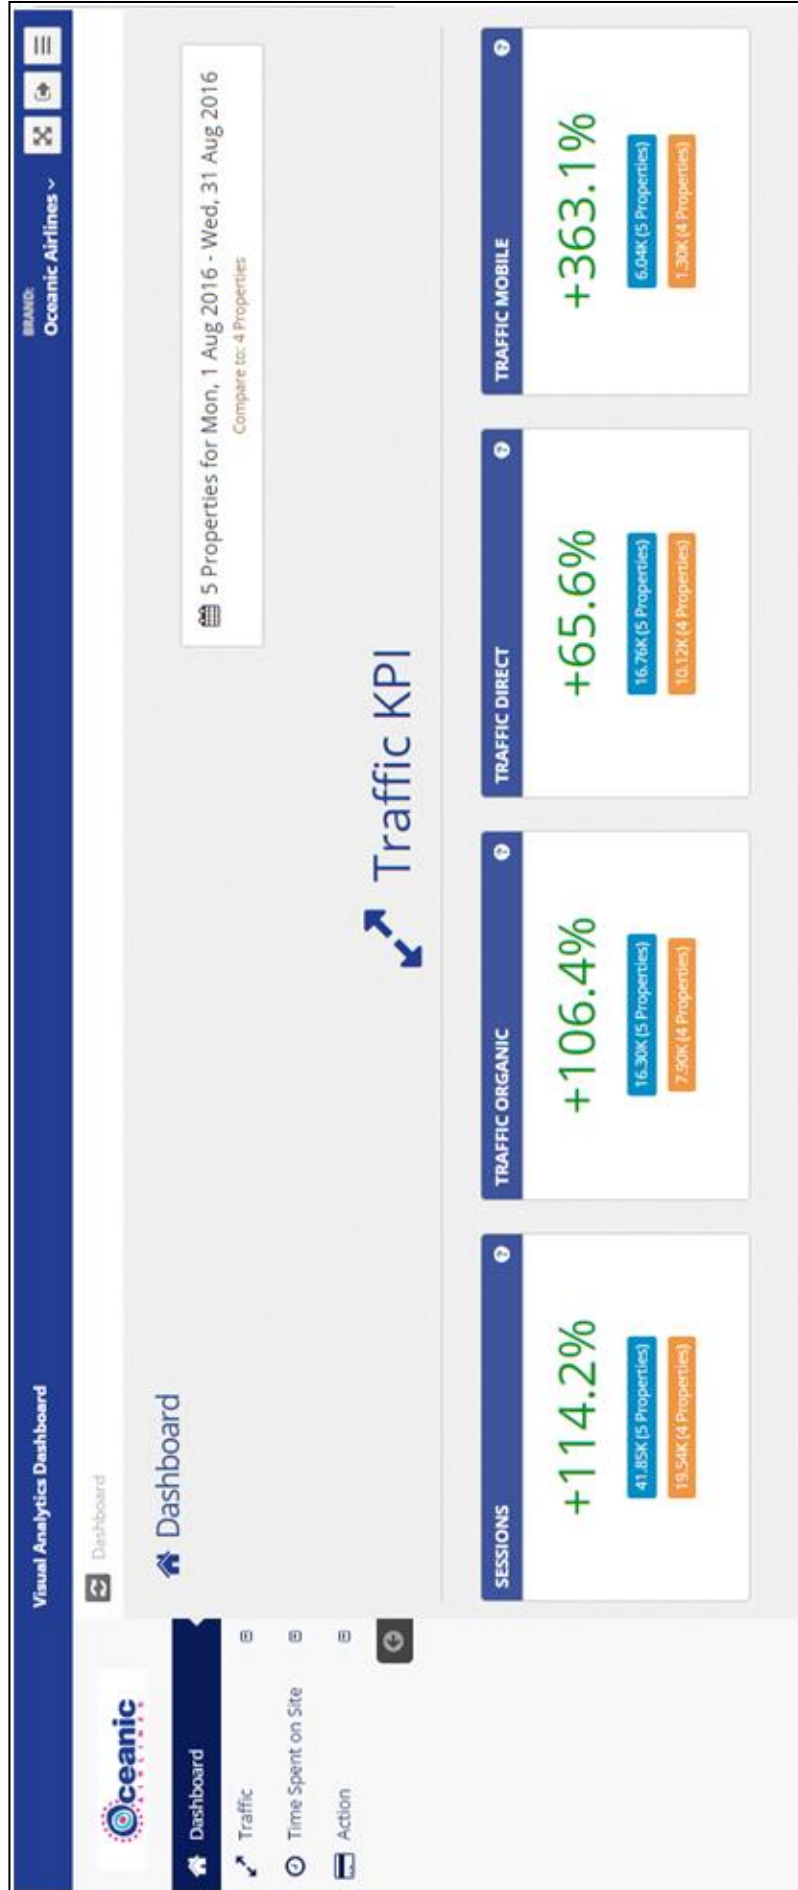 Visual Analytics Dashboard
BRAND:
Oceanic Airlines
Oceanic
AIRLINES
Dashboard
Traffic
Time Spent on Site
Action
Dashboard
Dashboard
5 Properties for Mon, 1 Aug 2016 - Wed, 31 Aug 2016
Compare to: 4 Properties
Traffic KPI
SESSIONS
+114.2%
41.85K (5 Properties)
19.54K (4 Properties)
TRAFFIC ORGANIC
+106.4%
16.30K (5 Properties)
7.90K (4 Properties)
TRAFFIC DIRECT
+65.6%
16.76K (5 Properties)
10.12K (4 Properties)
TRAFFIC MOBILE
+363.1%
6.04K (5 Properties)
1.30K (4 Properties)